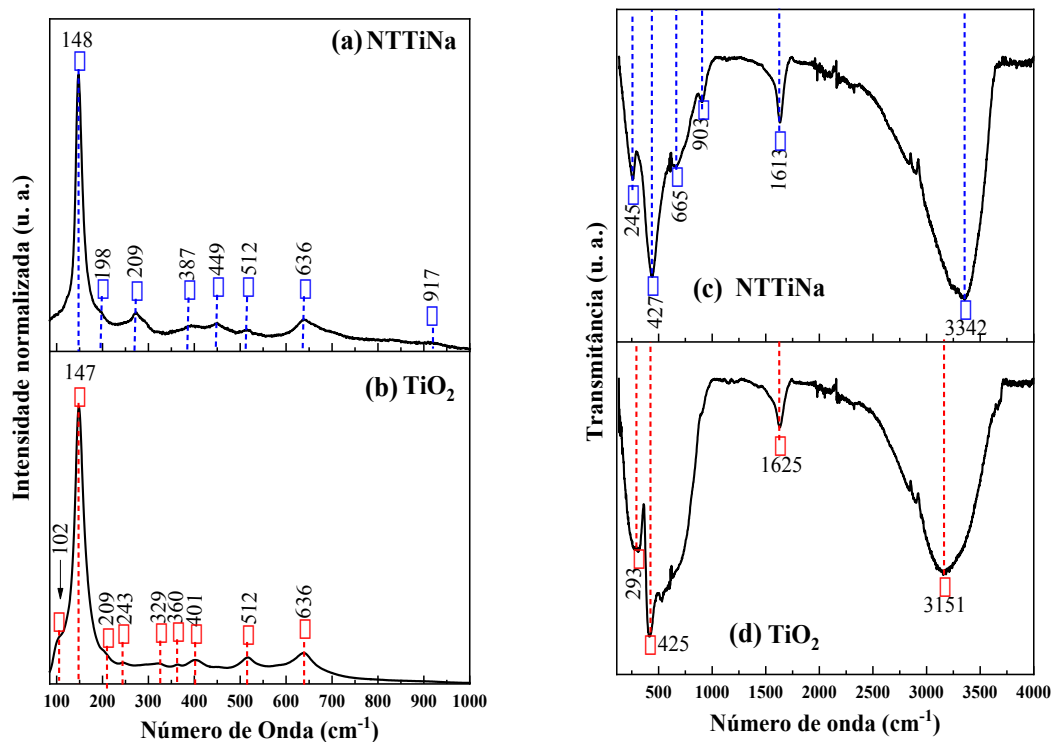 (a) NTTiNa
148
198
209
387
449
512
636
917
(b) TiO₂
147
102
209
243
329
360
401
512
636
100 200 300 400 500 600 700 800 900 1000
Número de Onda (cm⁻¹)
Intensidade normalizada (u. a.)
(c) NTTiNa
245
427
665
903
1613
3342
(d) TiO₂
293
425
1625
3151
500 1000 1500 2000 2500 3000 3500 4000
Número de onda (cm⁻¹)
Transmitância (u. a.)